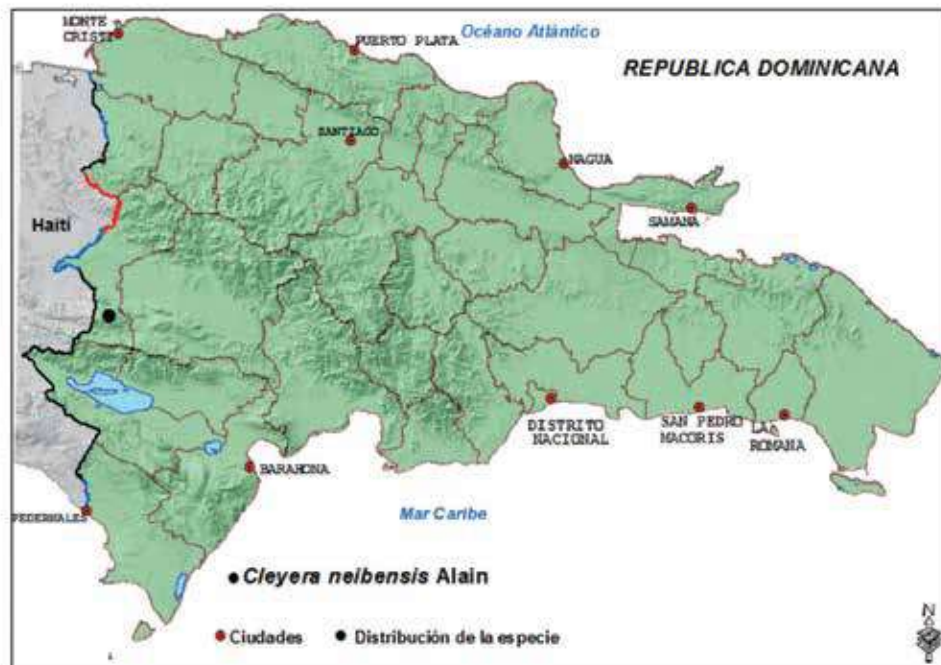 MONTE
CRISTI
PUERTO PLATA
Océano Atlántico
REPUBLICA DOMINICANA
SANTIAGO
NAGUA
SAMANA
Haití
DISTRITO
NACIONAL
SAN PEDRO
MACORIS
LA
ROMANA
BARAHONA
PEDERNALES
Mar Caribe
Cleyera neibensis Alain
Ciudades
Distribución de la especie
N